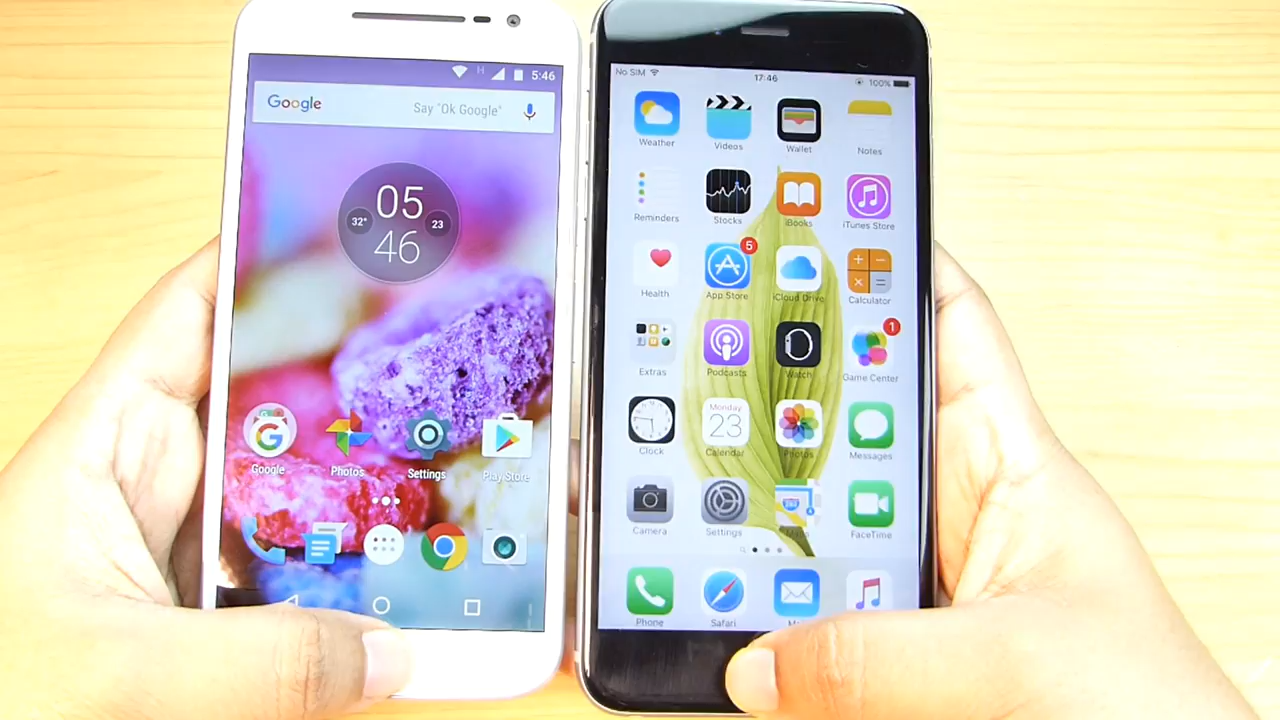 5:46
Google
Say "Ok Google"
05
32°
23
46
Google
Photos
Settings
Play Store
No SIM
17:46
100%
Weather
Videos
Wallet
Notes
Reminders
Stocks
iBooks
iTunes Store
5
Health
App Store
iCloud Drive
Calculator
1
Extras
Podcasts
Watch
Game Center
Monday
23
Clock
Calendar
Photos
Messages
Camera
Settings
Maps
FaceTime
Phone
Safari